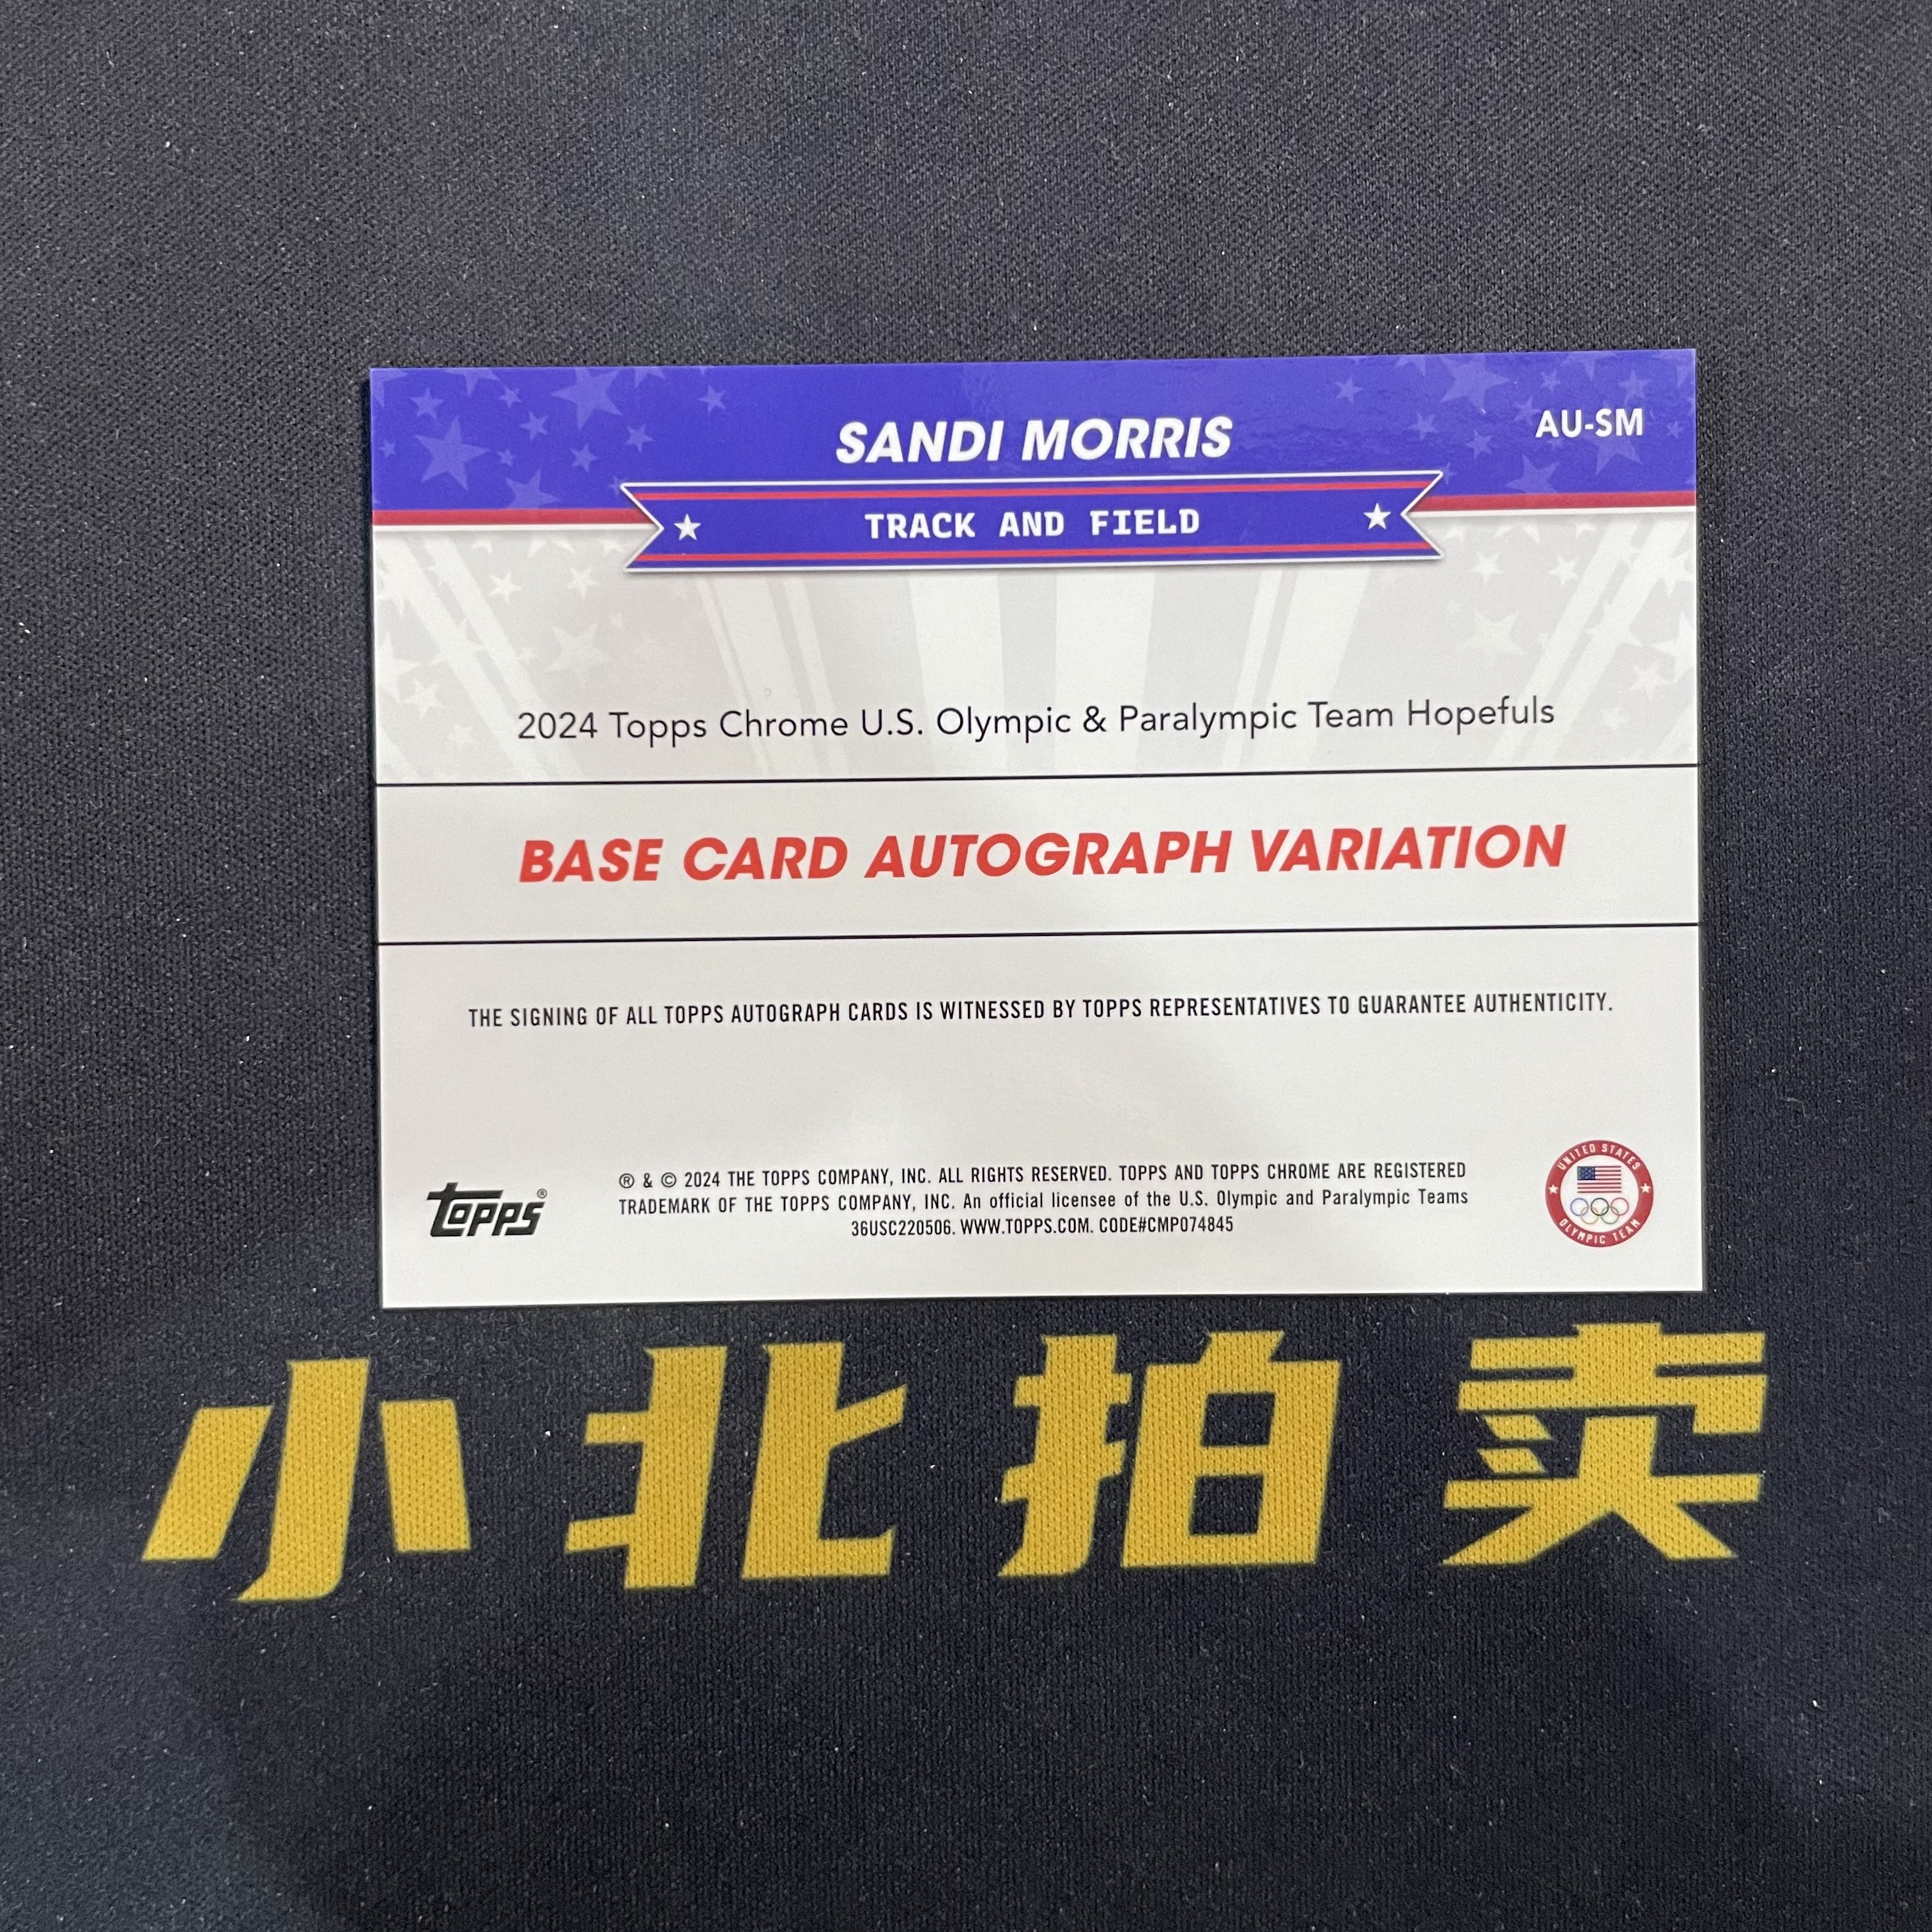 SANDI MORRIS
AU-SM
TRACK AND FIELD
2024 Topps Chrome U.S. Olympic & Paralympic Team Hopefuls
BASE CARD AUTOGRAPH VARIATION
THE SIGNING OF ALL TOPPS AUTOGRAPH CARDS IS WITNESSED BY TOPPS REPRESENTATIVES TO GUARANTEE AUTHENTICITY.
TOPPS®
® & © 2024 THE TOPPS COMPANY, INC. ALL RIGHTS RESERVED. TOPPS AND TOPPS CHROME ARE REGISTERED
TRADEMARK OF THE TOPPS COMPANY, INC. An official licensee of the U.S. Olympic and Paralympic Teams
36USC220506. WWW.TOPPS.COM. CODE#CMP074845
UNITED STATES
OLYMPIC TEAM
小北拍卖